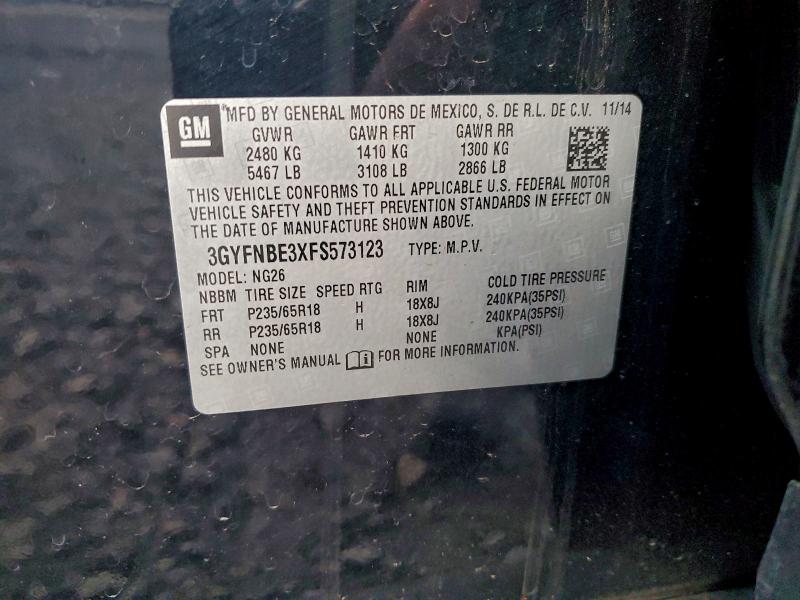 GM
MFD BY GENERAL MOTORS DE MEXICO, S. DE R.L. DE C.V. 11/14
GVWR GAWR FRT GAWR RR
2480 KG 1410 KG 1300 KG
5467 LB 3108 LB 2866 LB
THIS VEHICLE CONFORMS TO ALL APPLICABLE U.S. FEDERAL MOTOR
VEHICLE SAFETY AND THEFT PREVENTION STANDARDS IN EFFECT ON
THE DATE OF MANUFACTURE SHOWN ABOVE.
3GYFNBE3XFS573123 TYPE: M.P.V.
MODEL: NG26
NBBM TIRE SIZE SPEED RTG RIM COLD TIRE PRESSURE
FRT P235/65R18 H 18X8J 240KPA(35PSI)
RR P235/65R18 H 18X8J 240KPA(35PSI)
SPA NONE NONE KPA(PSI)
SEE OWNER'S MANUAL FOR MORE INFORMATION.